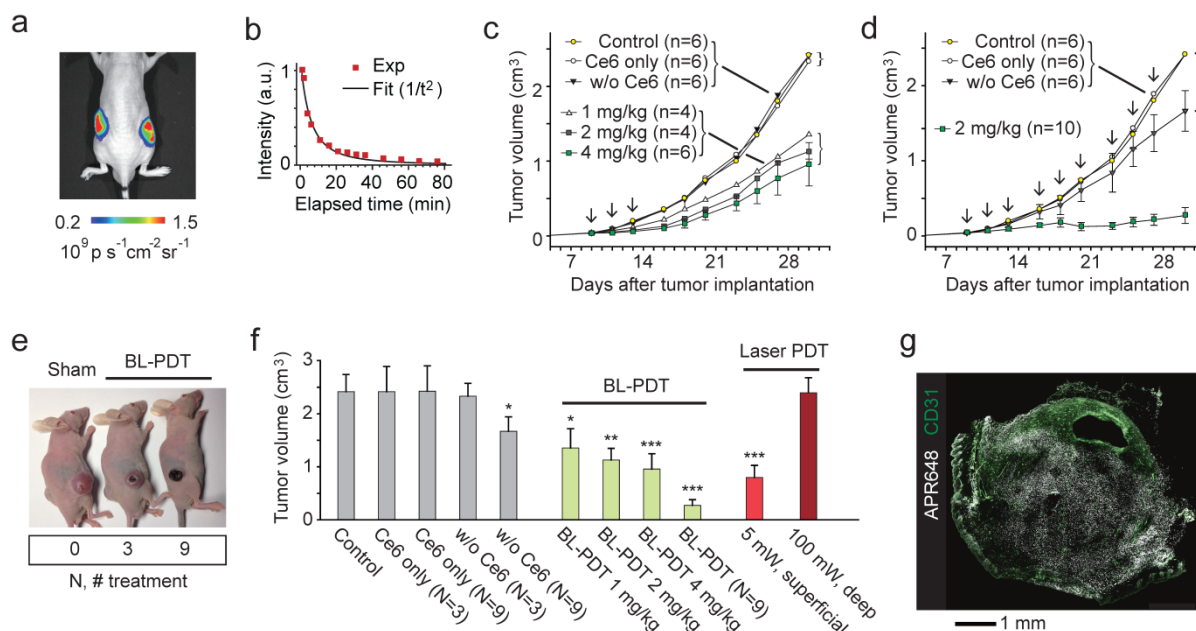 a
0.2 1.5
10⁹ p s⁻¹cm⁻²sr⁻¹
b
Intensity (a.u.)
1
0
Exp
Fit (1/t²)
0 20 40 60 80
Elapsed time (min)
c
Tumor volume (cm³)
2
1
0
Control (n=6)
Ce6 only (n=6)
w/o Ce6 (n=6)
1 mg/kg (n=4)
2 mg/kg (n=4)
4 mg/kg (n=6)
7 14 21 28
Days after tumor implantation
d
Tumor volume (cm³)
2
1
0
Control (n=6)
Ce6 only (n=6)
w/o Ce6 (n=6)
2 mg/kg (n=10)
7 14 21 30
Days after tumor implantation
e
Sham BL-PDT
0 3 9
N, # treatment
f
Tumor volume (cm³)
3
2
1
0
BL-PDT
Laser PDT
*
*
**
***
***
***
Control
Ce6 only (N=3)
Ce6 only (N=9)
w/o Ce6 (N=3)
w/o Ce6 (N=9)
BL-PDT 1 mg/kg
BL-PDT 2 mg/kg
BL-PDT 4 mg/kg
BL-PDT (N=9)
5 mW, superficial
100 mW, deep
g
APR648 CD31
1 mm